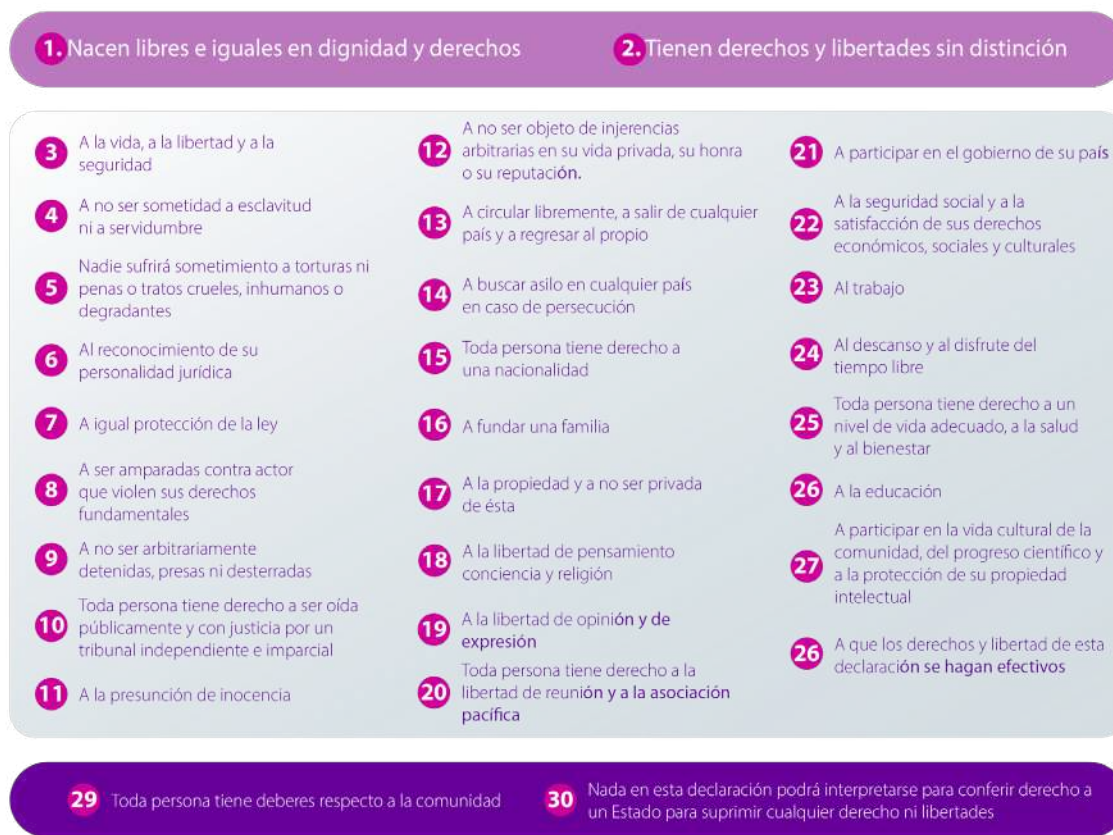 1. Nacen libres e iguales en dignidad y derechos
2. Tienen derechos y libertades sin distinción
3 A la vida, a la libertad y a la
seguridad
4 A no ser sometidad a esclavitud
ni a servidumbre
5 Nadie sufrirá sometimiento a torturas ni
penas o tratos crueles, inhumanos o
degradantes
6 Al reconocimiento de su
personalidad jurídica
7 A igual protección de la ley
8 A ser amparadas contra actor
que violen sus derechos
fundamentales
9 A no ser arbitrariamente
detenidas, presas ni desterradas
10 Toda persona tiene derecho a ser oída
públicamente y con justicia por un
tribunal independiente e imparcial
11 A la presunción de inocencia
12 A no ser objeto de injerencias
arbitrarias en su vida privada, su honra
o su reputación.
13 A circular libremente, a salir de cualquier
país y a regresar al propio
14 A buscar asilo en cualquier país
en caso de persecución
15 Toda persona tiene derecho a
una nacionalidad
16 A fundar una familia
17 A la propiedad y a no ser privada
de ésta
18 A la libertad de pensamiento
conciencia y religión
19 A la libertad de opinión y de
expresión
20 Toda persona tiene derecho a la
libertad de reunión y a la asociación
pacífica
21 A participar en el gobierno de su país
22 A la seguridad social y a la
satisfacción de sus derechos
económicos, sociales y culturales
23 Al trabajo
24 Al descanso y al disfrute del
tiempo libre
25 Toda persona tiene derecho a un
nivel de vida adecuado, a la salud
y al bienestar
26 A la educación
27 A participar en la vida cultural de la
comunidad, del progreso científico y
a la protección de su propiedad
intelectual
26 A que los derechos y libertad de esta
declaración se hagan efectivos
29 Toda persona tiene deberes respecto a la comunidad
30 Nada en esta declaración podrá interpretarse para conferir derecho a
un Estado para suprimir cualquier derecho ni libertades